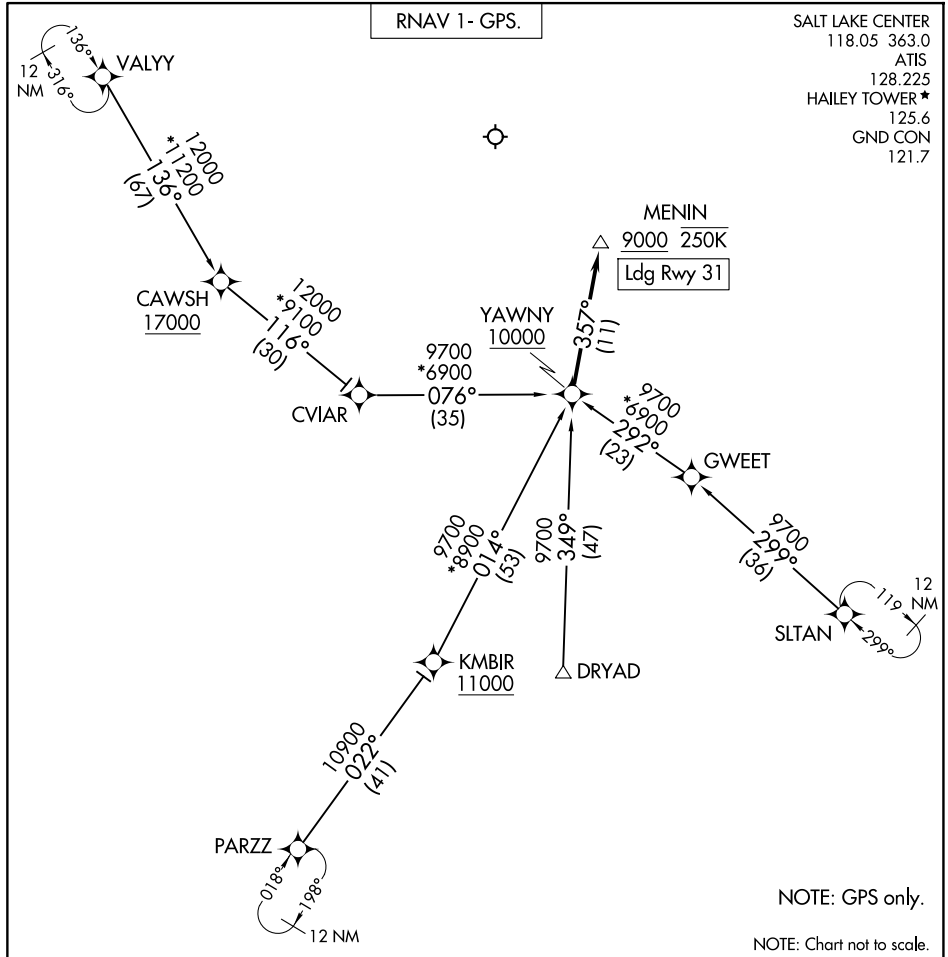 RNAV 1- GPS.
SALT LAKE CENTER
118.05 363.0
ATIS
128.225
HAILEY TOWER★
125.6
GND CON
121.7
136°
316°
12
NM
VALYY
12000
*11200
136°
(67)
CAWSH
17000
12000
*9100
116°
(30)
CVIAR
9700
*6900
076°
(35)
YAWNY
10000
MENIN
9000 250K
Ldg Rwy 31
357°
(11)
9700
*6900
292°
(23)
GWEET
9700
299°
(36)
SLTAN
119
299°
12
NM
9700
*8900
014°
(53)
9700
349°
(47)
KMBIR
11000
DRYAD
10900
022°
(41)
PARZZ
018°
198°
12 NM
NOTE: GPS only.
NOTE: Chart not to scale.